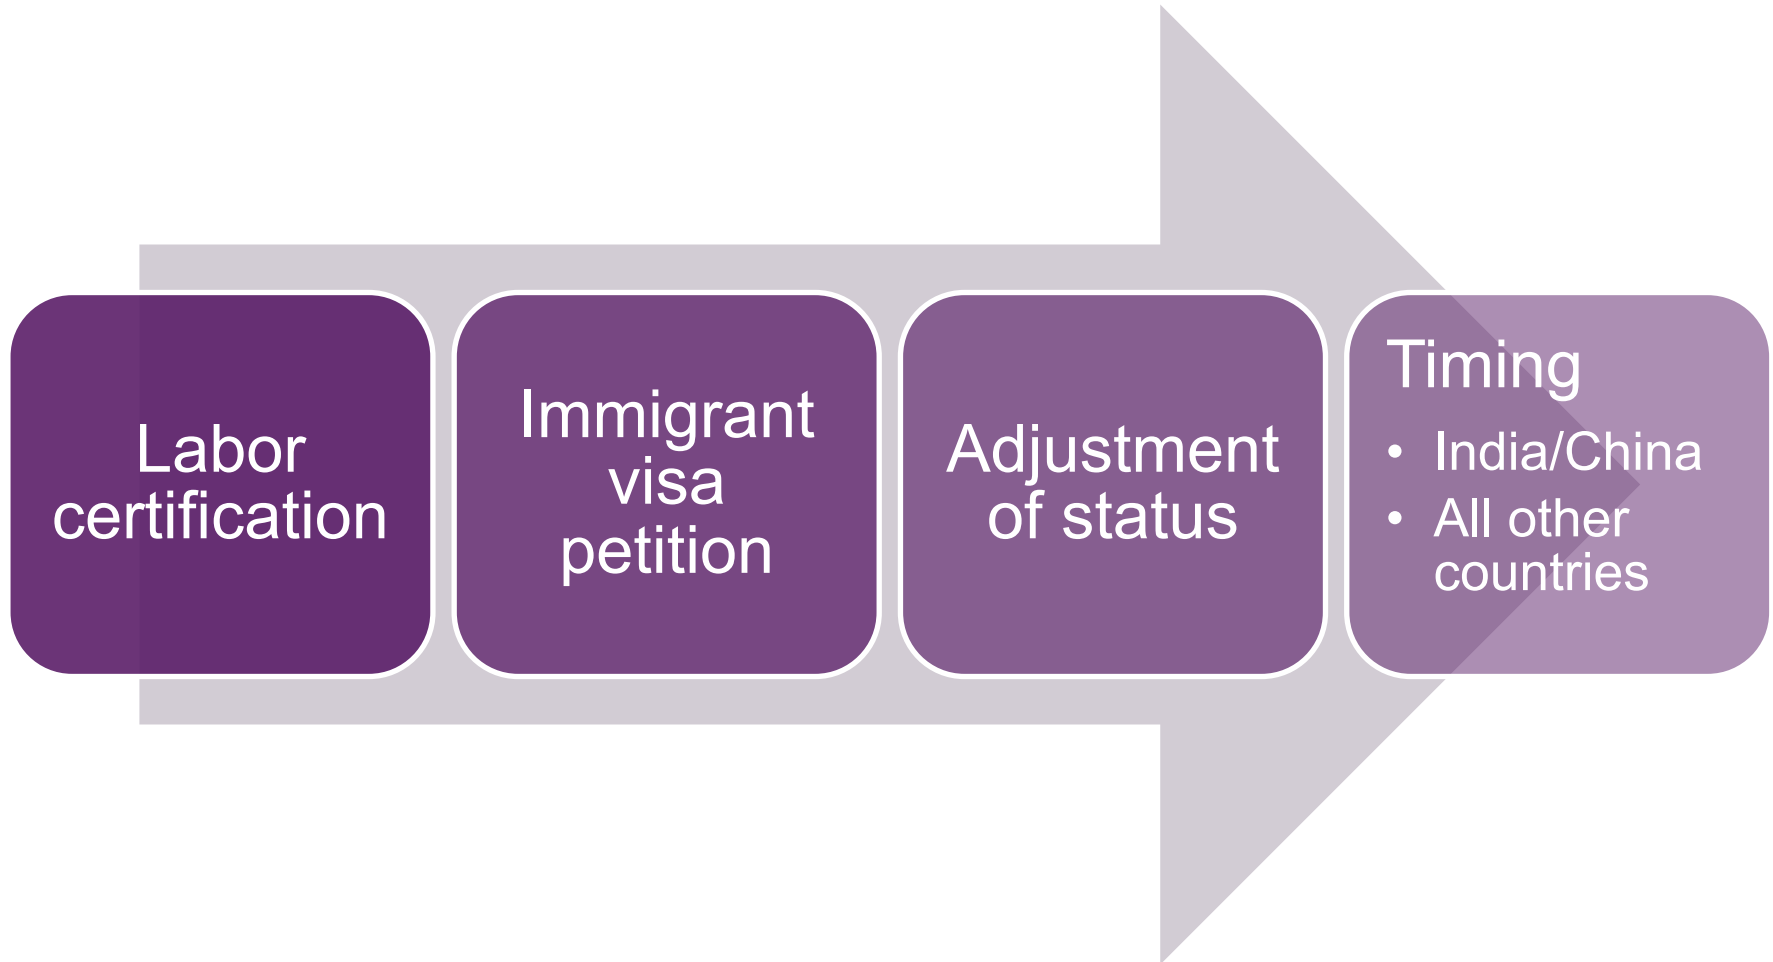 Labor
certification
Immigrant
visa
petition
Adjustment
of status
Timing
• India/China
• All other
countries